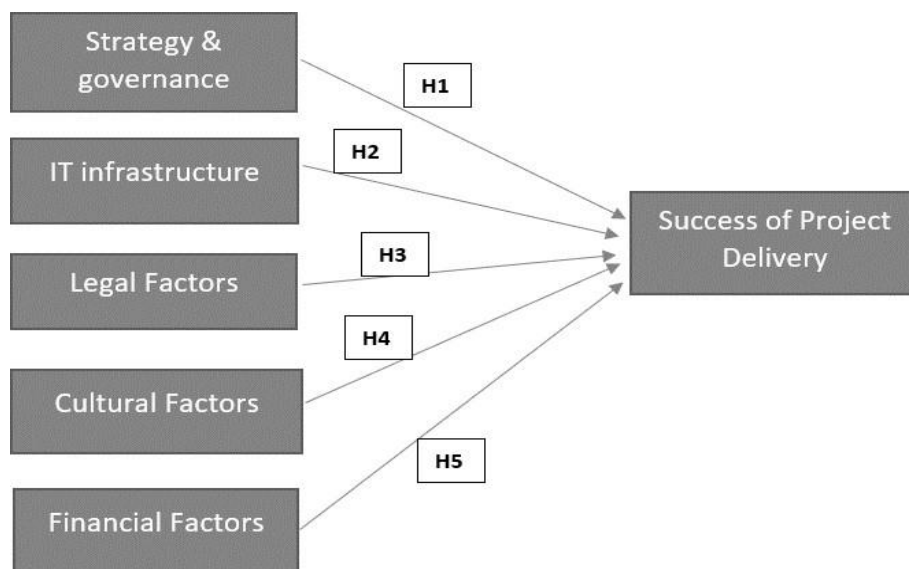 Strategy &
governance
H1
IT infrastructure
H2
Success of Project
Delivery
Legal Factors
H3
H4
Cultural Factors
H5
Financial Factors